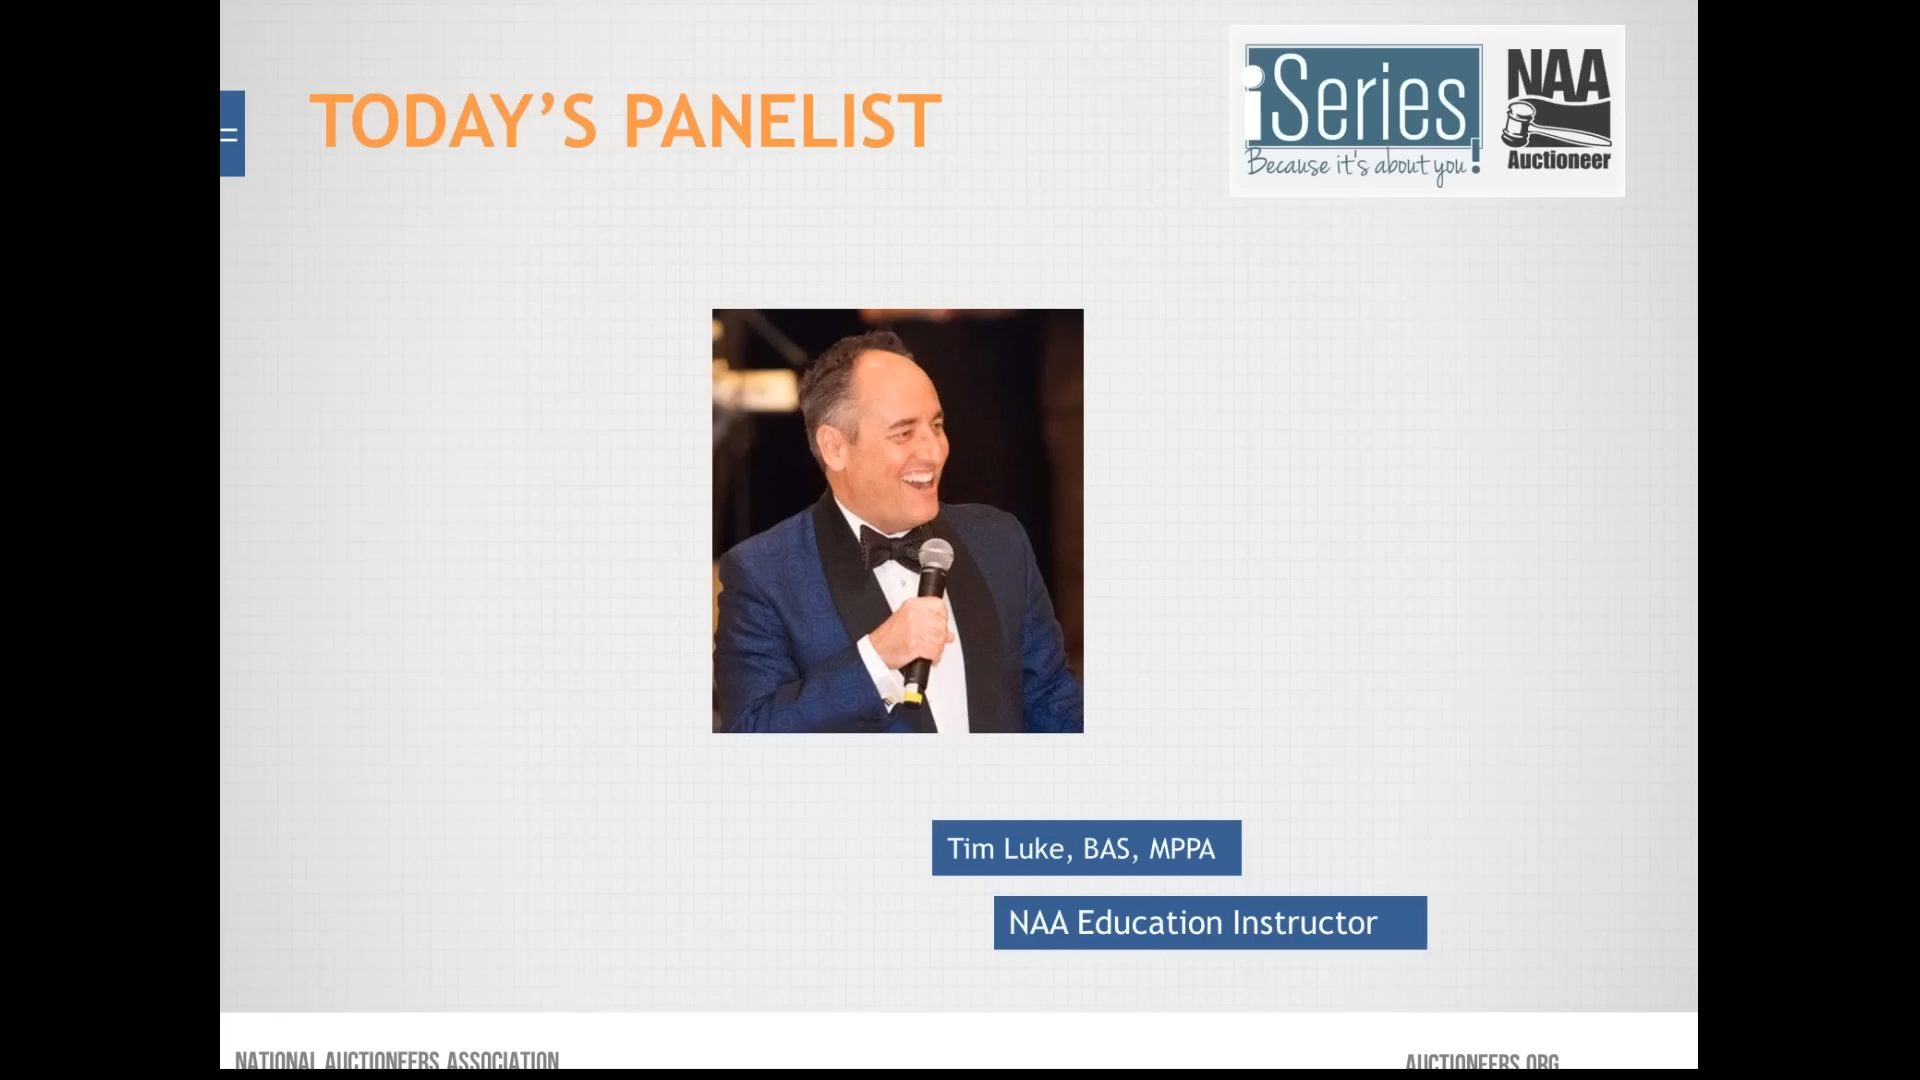 TODAY'S PANELIST
iSeries!
Because it's about you
NAA
Auctioneer
Tim Luke, BAS, MPPA
NAA Education Instructor
NATIONAL AUCTIONEERS ASSOCIATION
AUCTIONEERS.ORG